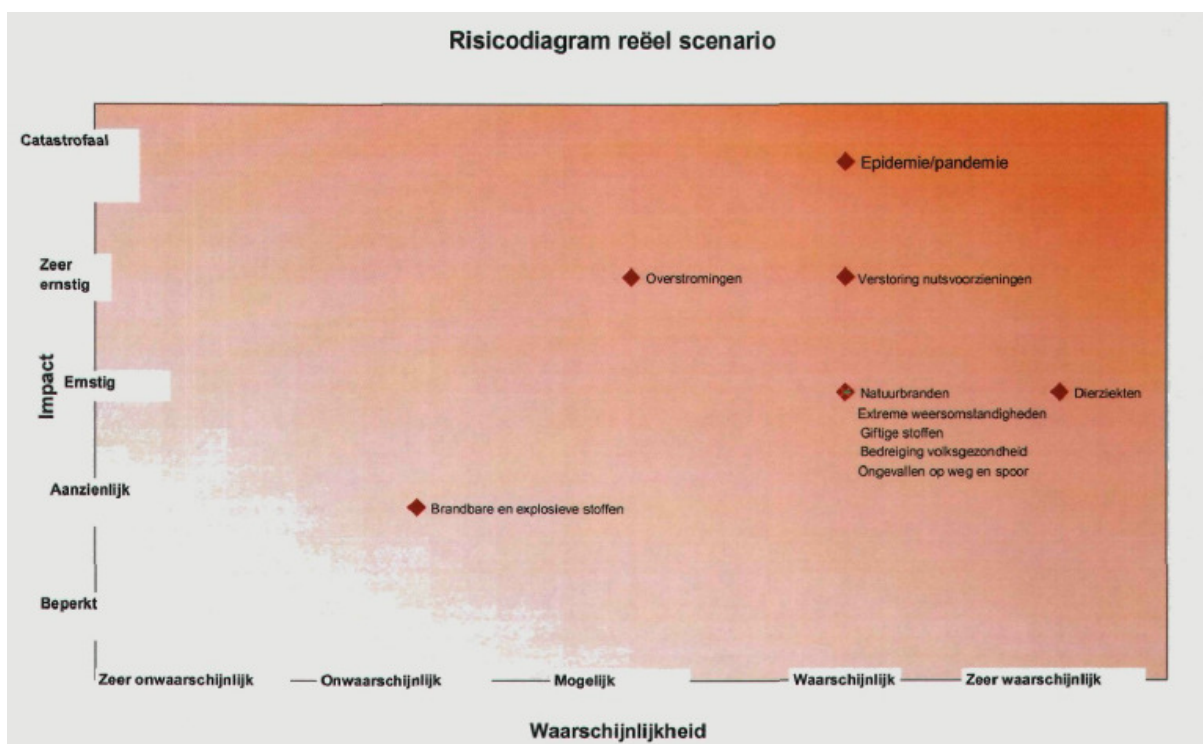 Risicodiagram reëel scenario
Catastrofaal
Epidemie/pandemie
Zeer
ernstig
Overstromingen
Verstoring nutsvoorzieningen
Impact
Ernstig
Natuurbranden
Dierziekten
Extreme weersomstandigheden
Giftige stoffen
Bedreiging volksgezondheid
Ongevallen op weg en spoor
Aanzienlijk
Brandbare en explosieve stoffen
Beperkt
Zeer onwaarschijnlijk
Onwaarschijnlijk
Mogelijk
Waarschijnlijk
Zeer waarschijnlijk
Waarschijnlijkheid